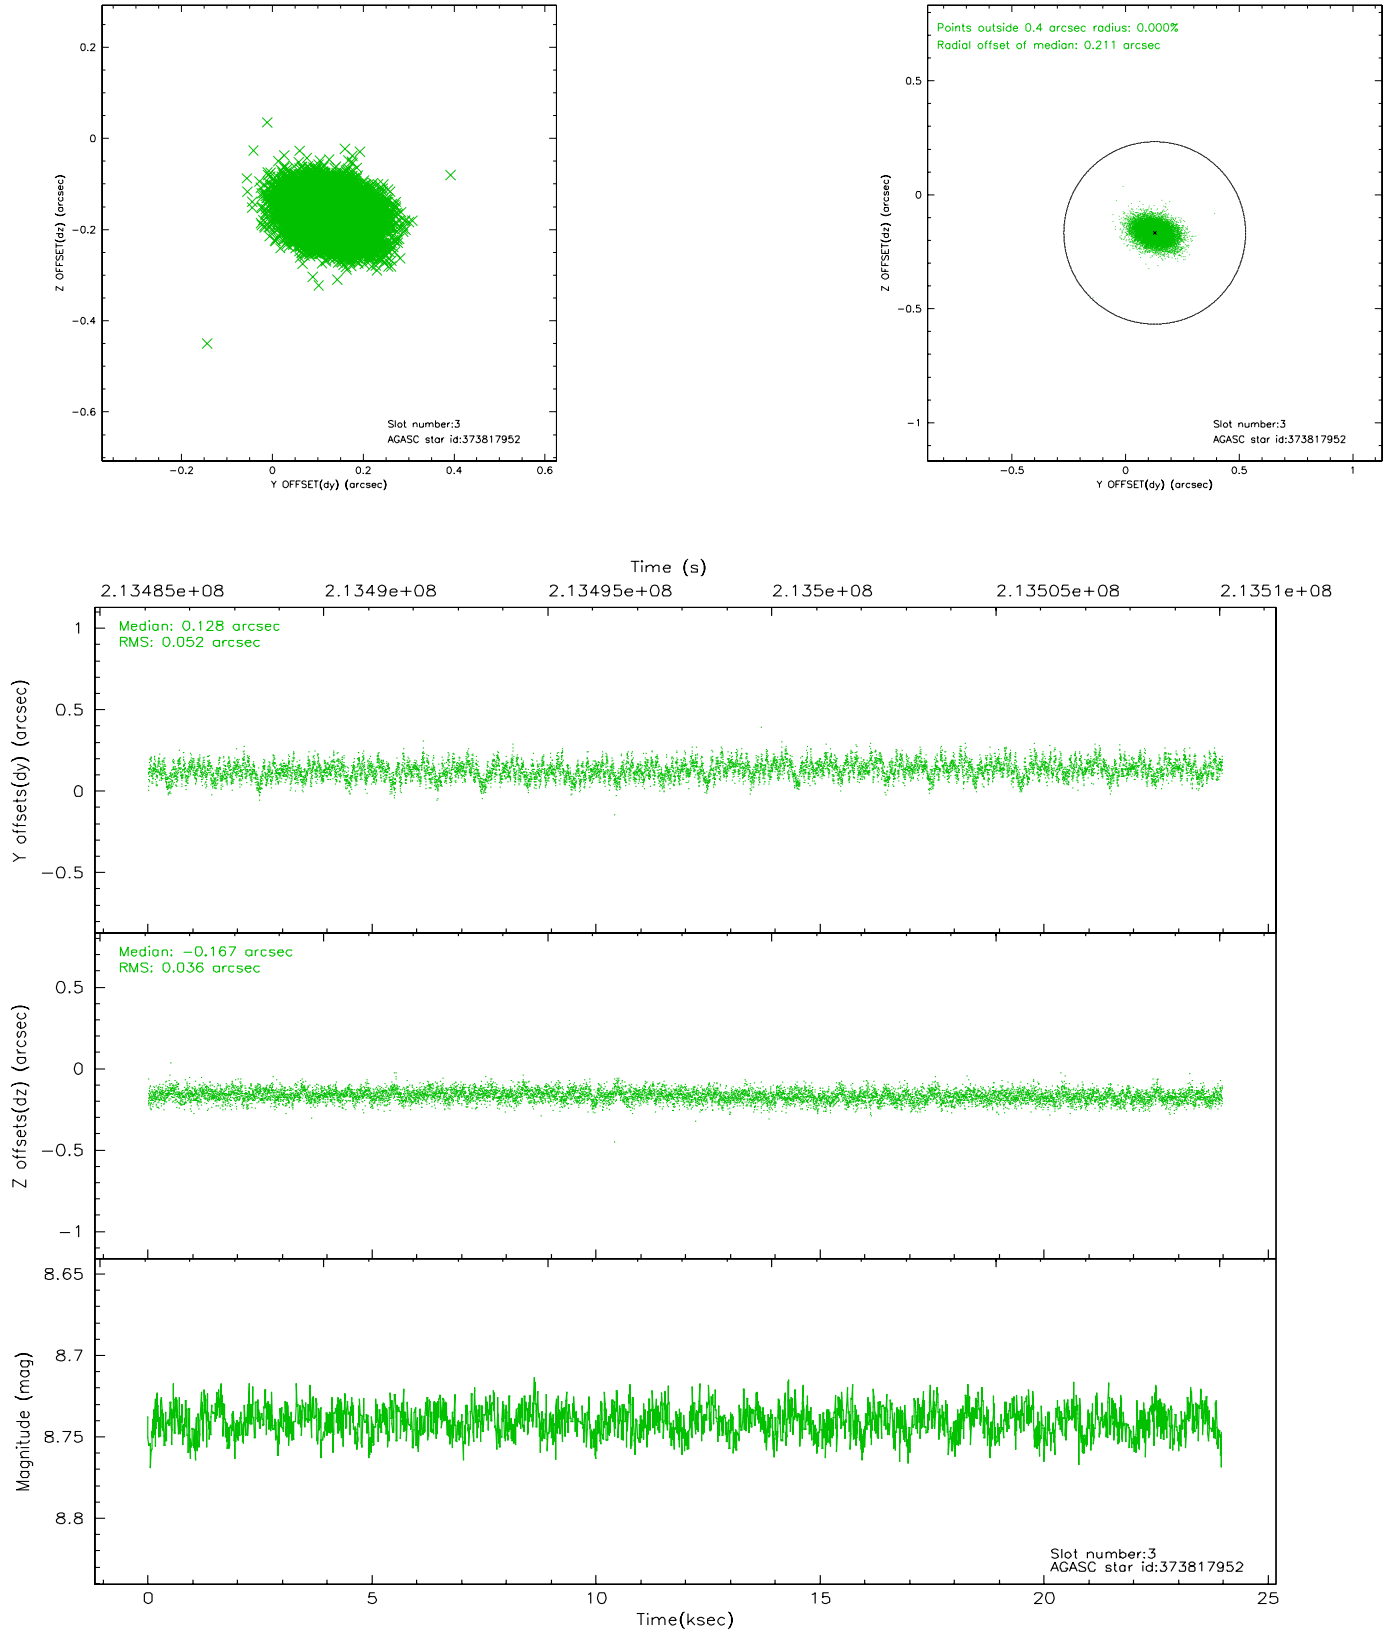 0.2
0
−0.2
−0.4
−0.6
Z OFFSET(dz) (arcsec)
Slot number:3
AGASC star id:373817952
−0.2
0
0.2
0.4
0.6
Y OFFSET(dy) (arcsec)
Points outside 0.4 arcsec radius: 0.000%
Radial offset of median: 0.211 arcsec
0.5
0
−0.5
−1
Z OFFSET(dz) (arcsec)
Slot number:3
AGASC star id:373817952
−0.5
0
0.5
1
Y OFFSET(dy) (arcsec)
Time (s)
2.13485e+08
2.1349e+08
2.13495e+08
2.135e+08
2.13505e+08
2.1351e+08
Median: 0.128 arcsec
RMS: 0.052 arcsec
1
0.5
0
−0.5
Y offsets(dy) (arcsec)
Median: −0.167 arcsec
RMS: 0.036 arcsec
0.5
0
−0.5
−1
Z offsets(dz) (arcsec)
8.65
8.7
8.75
8.8
Magnitude (mag)
Slot number:3
AGASC star id:373817952
0
5
10
15
20
25
Time(ksec)